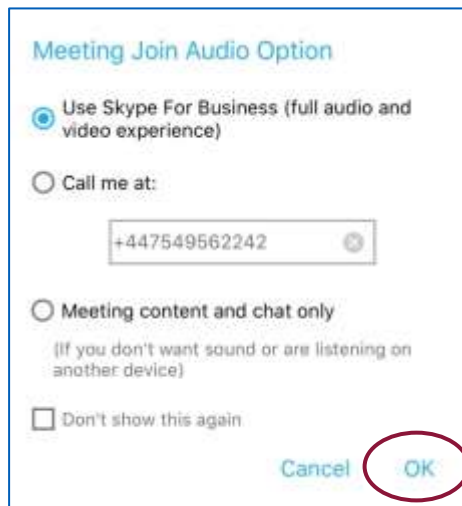 Meeting Join Audio Option
Use Skype For Business (full audio and
video experience)
Call me at:
+447549562242
Meeting content and chat only
(If you don't want sound or are listening on
another device)
Don't show this again
Cancel OK